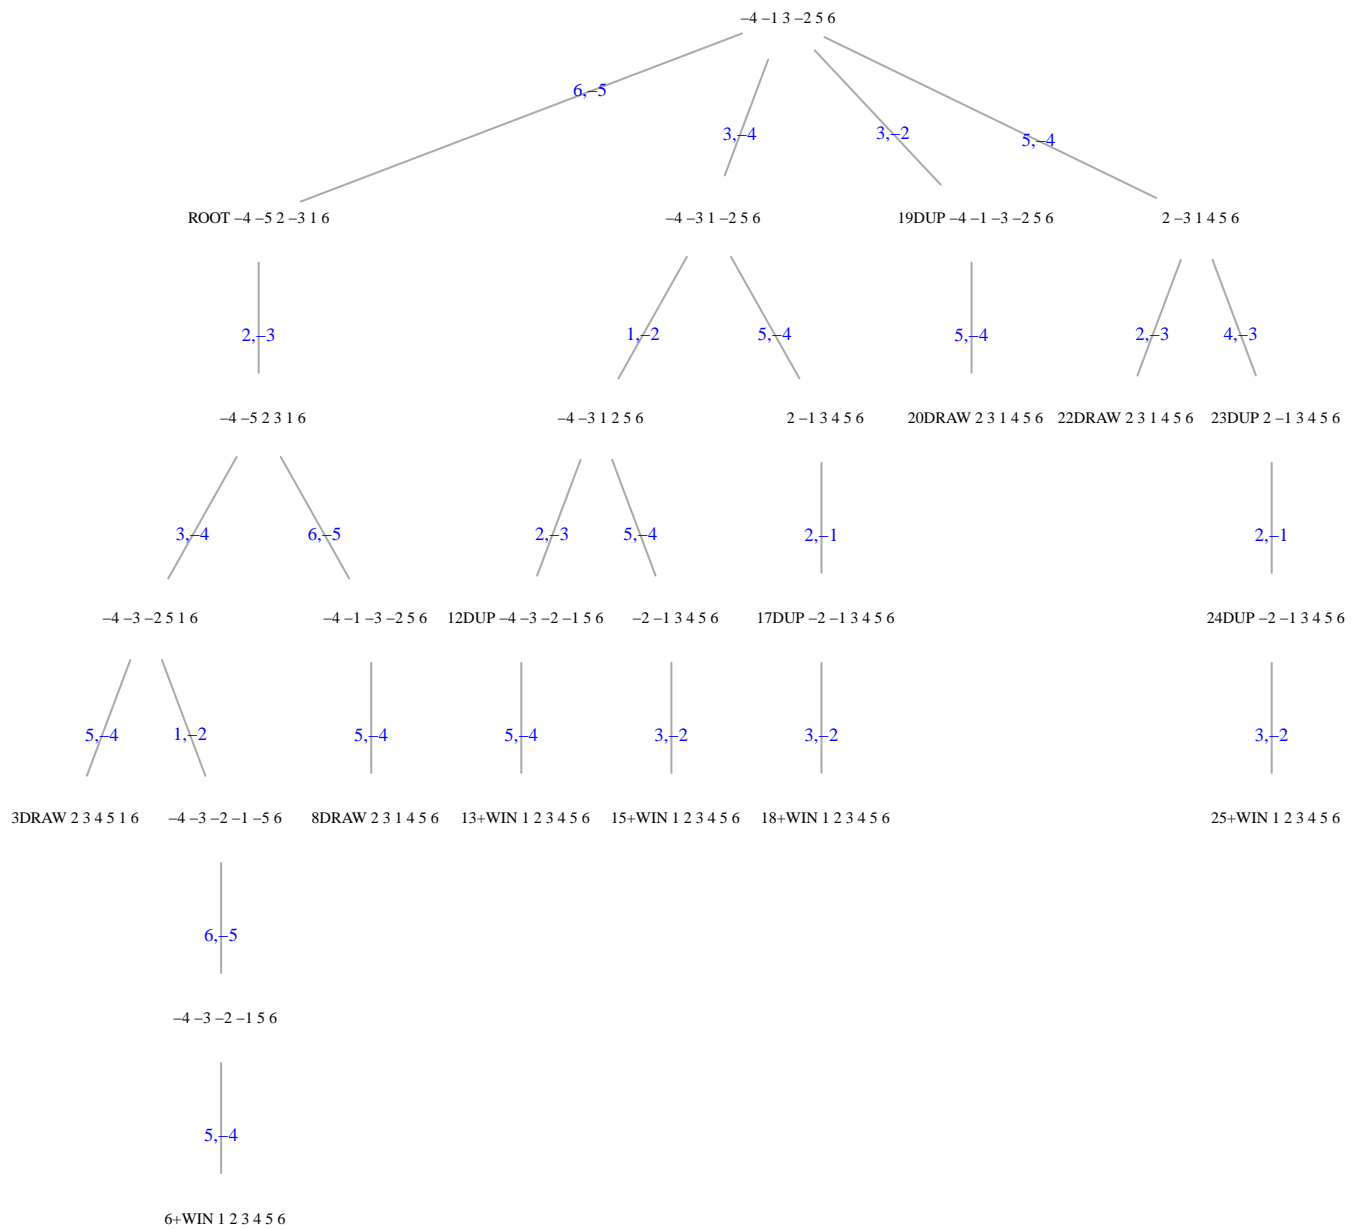 −4 −1 3 −2 5 6
6,−5
3,−4
3,−2
5,−4
ROOT −4 −5 2 −3 1 6
−4 −3 1 −2 5 6
19DUP −4 −1 −3 −2 5 6
2 −3 1 4 5 6
2,−3
1,−2
5,−4
5,−4
2,−3
4,−3
−4 −5 2 3 1 6
−4 −3 1 2 5 6
2 −1 3 4 5 6
20DRAW 2 3 1 4 5 6
22DRAW 2 3 1 4 5 6
23DUP 2 −1 3 4 5 6
3,−4
6,−5
2,−3
5,−4
2,−1
2,−1
−4 −3 −2 5 1 6
−4 −1 −3 −2 5 6
12DUP −4 −3 −2 −1 5 6
−2 −1 3 4 5 6
17DUP −2 −1 3 4 5 6
24DUP −2 −1 3 4 5 6
5,−4
1,−2
5,−4
5,−4
3,−2
3,−2
3,−2
3DRAW 2 3 4 5 1 6
−4 −3 −2 −1 −5 6
8DRAW 2 3 1 4 5 6
13+WIN 1 2 3 4 5 6
15+WIN 1 2 3 4 5 6
18+WIN 1 2 3 4 5 6
25+WIN 1 2 3 4 5 6
6,−5
−4 −3 −2 −1 5 6
5,−4
6+WIN 1 2 3 4 5 6